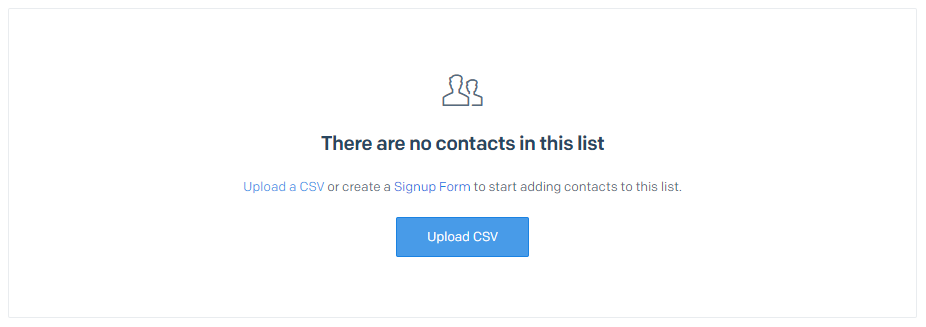 There are no contacts in this list
Upload a CSV or create a Signup Form to start adding contacts to this list.
Upload CSV